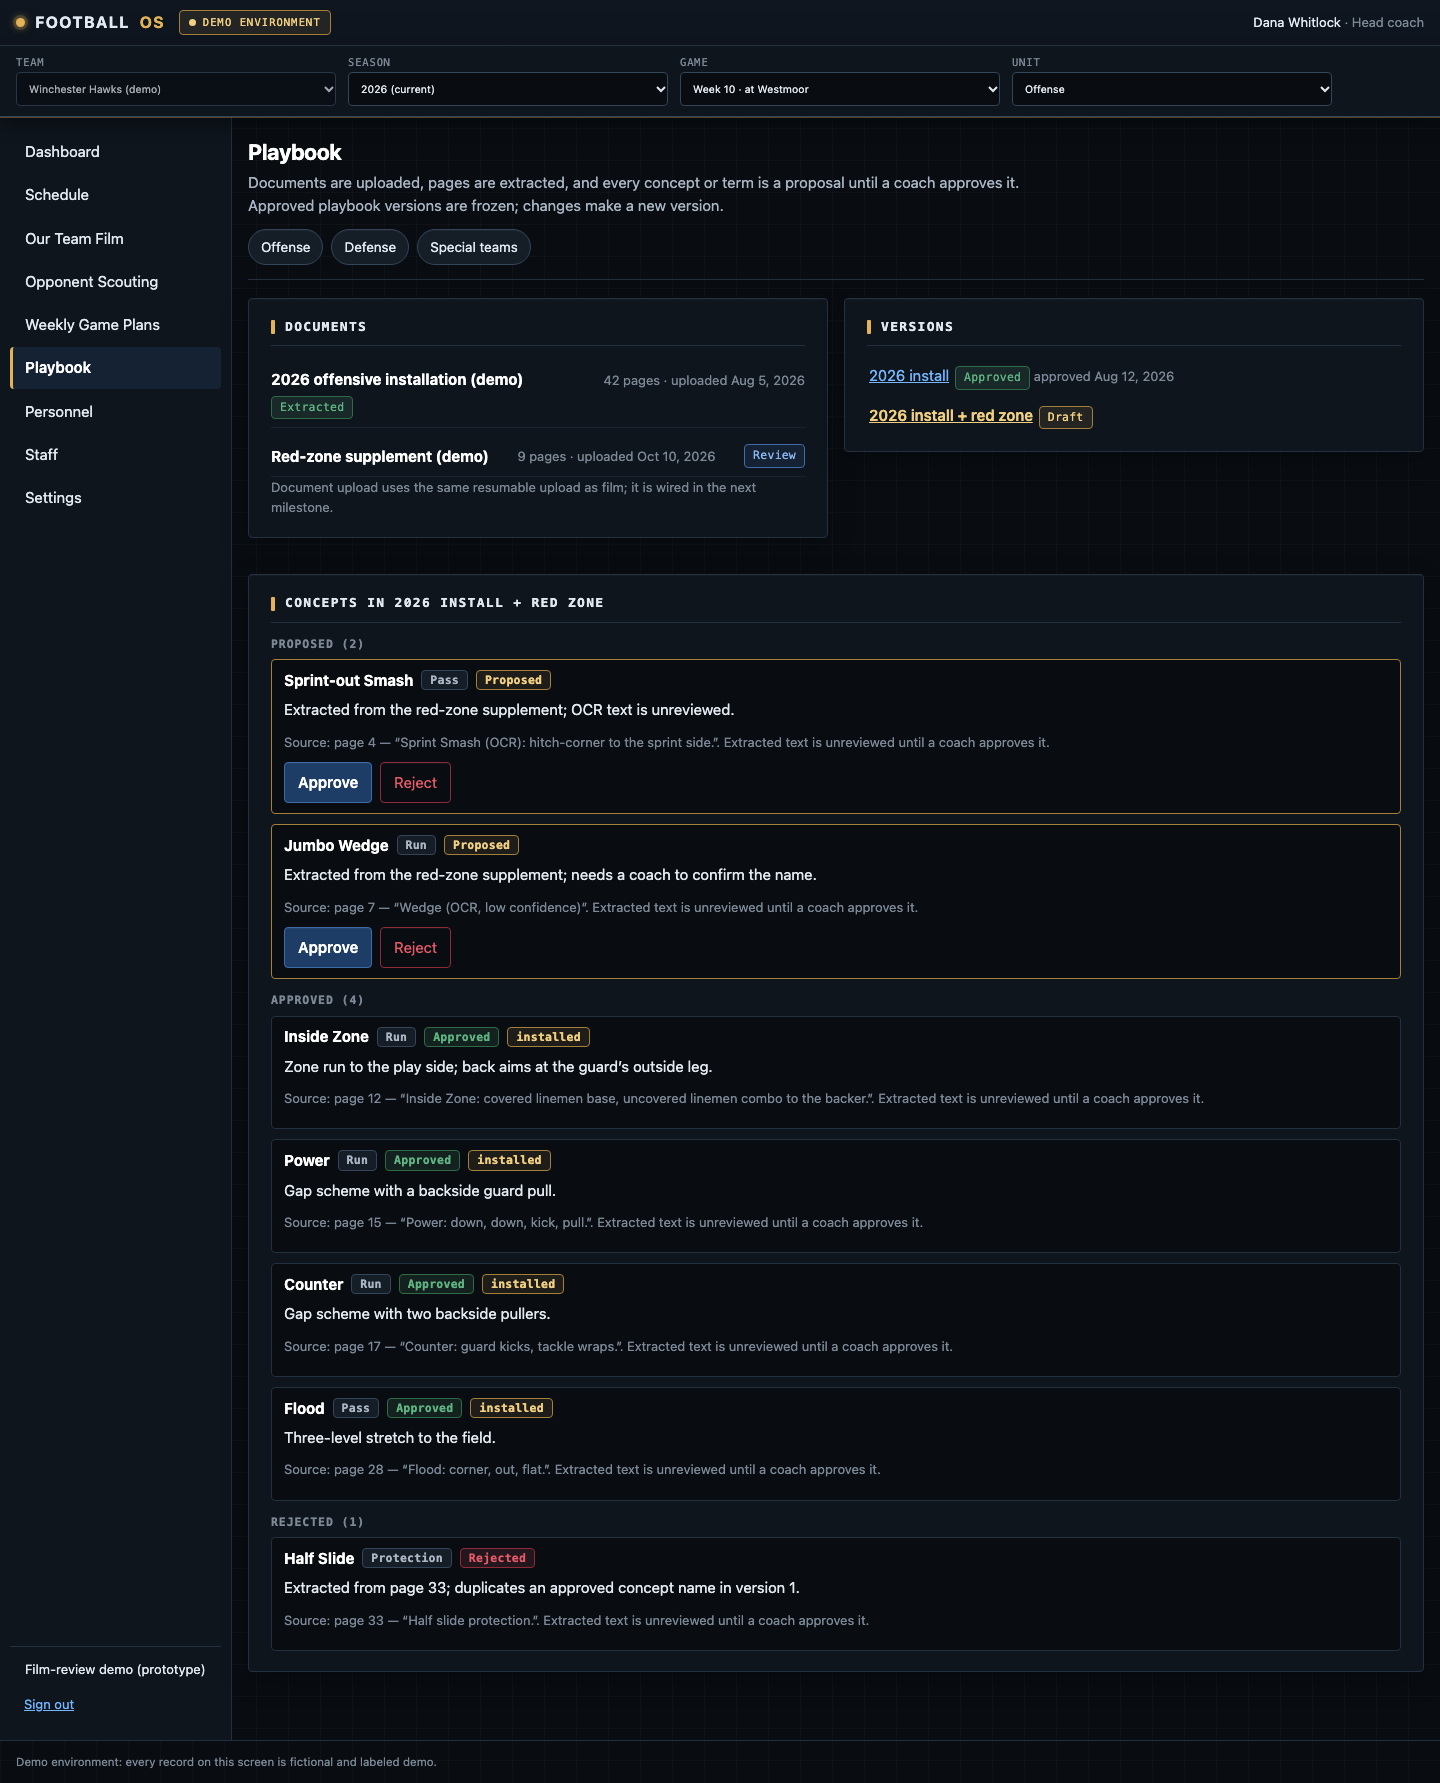 FOOTBALL OS
DEMO ENVIRONMENT
Dana Whitlock · Head coach
TEAM
Winchester Hawks (demo)
SEASON
2026 (current)
GAME
Week 10 · at Westmoor
UNIT
Offense
Dashboard
Schedule
Our Team Film
Opponent Scouting
Weekly Game Plans
Playbook
Personnel
Staff
Settings
Film-review demo (prototype)
Sign out
Playbook
Documents are uploaded, pages are extracted, and every concept or term is a proposal until a coach approves it.
Approved playbook versions are frozen; changes make a new version.
Offense
Defense
Special teams
DOCUMENTS
2026 offensive installation (demo)
42 pages · uploaded Aug 5, 2026
Extracted
Red-zone supplement (demo)
9 pages · uploaded Oct 10, 2026
Review
Document upload uses the same resumable upload as film; it is wired in the next
milestone.
VERSIONS
2026 install Approved approved Aug 12, 2026
2026 install + red zone Draft
CONCEPTS IN 2026 INSTALL + RED ZONE
PROPOSED (2)
Sprint-out Smash Pass Proposed
Extracted from the red-zone supplement; OCR text is unreviewed.
Source: page 4 — “Sprint Smash (OCR): hitch-corner to the sprint side.”. Extracted text is unreviewed until a coach approves it.
Approve Reject
Jumbo Wedge Run Proposed
Extracted from the red-zone supplement; needs a coach to confirm the name.
Source: page 7 — “Wedge (OCR, low confidence)”. Extracted text is unreviewed until a coach approves it.
Approve Reject
APPROVED (4)
Inside Zone Run Approved installed
Zone run to the play side; back aims at the guard’s outside leg.
Source: page 12 — “Inside Zone: covered linemen base, uncovered linemen combo to the backer.”. Extracted text is unreviewed until a coach approves it.
Power Run Approved installed
Gap scheme with a backside guard pull.
Source: page 15 — “Power: down, down, kick, pull.”. Extracted text is unreviewed until a coach approves it.
Counter Run Approved installed
Gap scheme with two backside pullers.
Source: page 17 — “Counter: guard kicks, tackle wraps.”. Extracted text is unreviewed until a coach approves it.
Flood Pass Approved installed
Three-level stretch to the field.
Source: page 28 — “Flood: corner, out, flat.”. Extracted text is unreviewed until a coach approves it.
REJECTED (1)
Half Slide Protection Rejected
Extracted from page 33; duplicates an approved concept name in version 1.
Source: page 33 — “Half slide protection.”. Extracted text is unreviewed until a coach approves it.
Demo environment: every record on this screen is fictional and labeled demo.